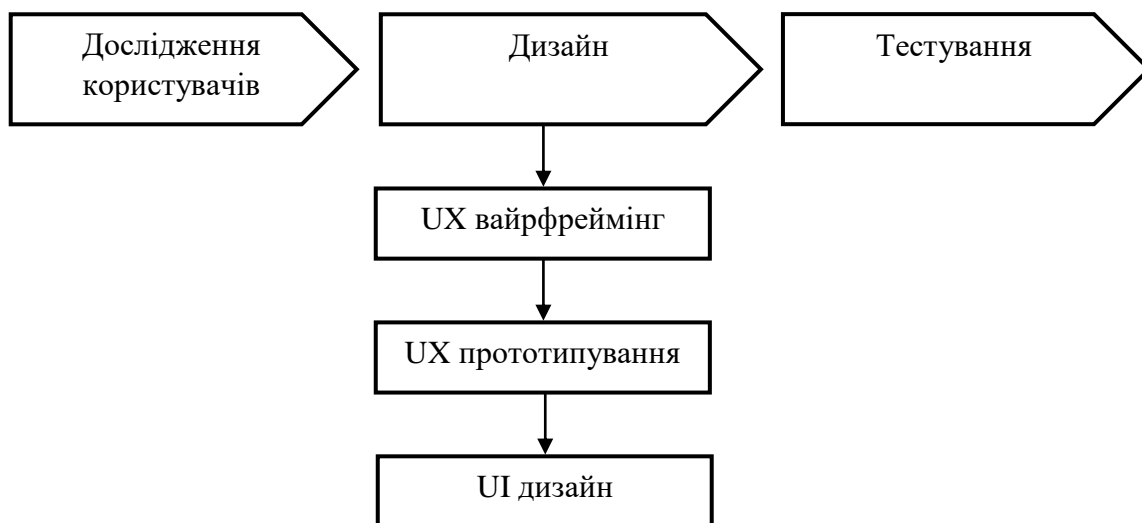 Дослідження
користувачів
Дизайн
Тестування
UX вайрфреймінг
UX прототипування
UI дизайн